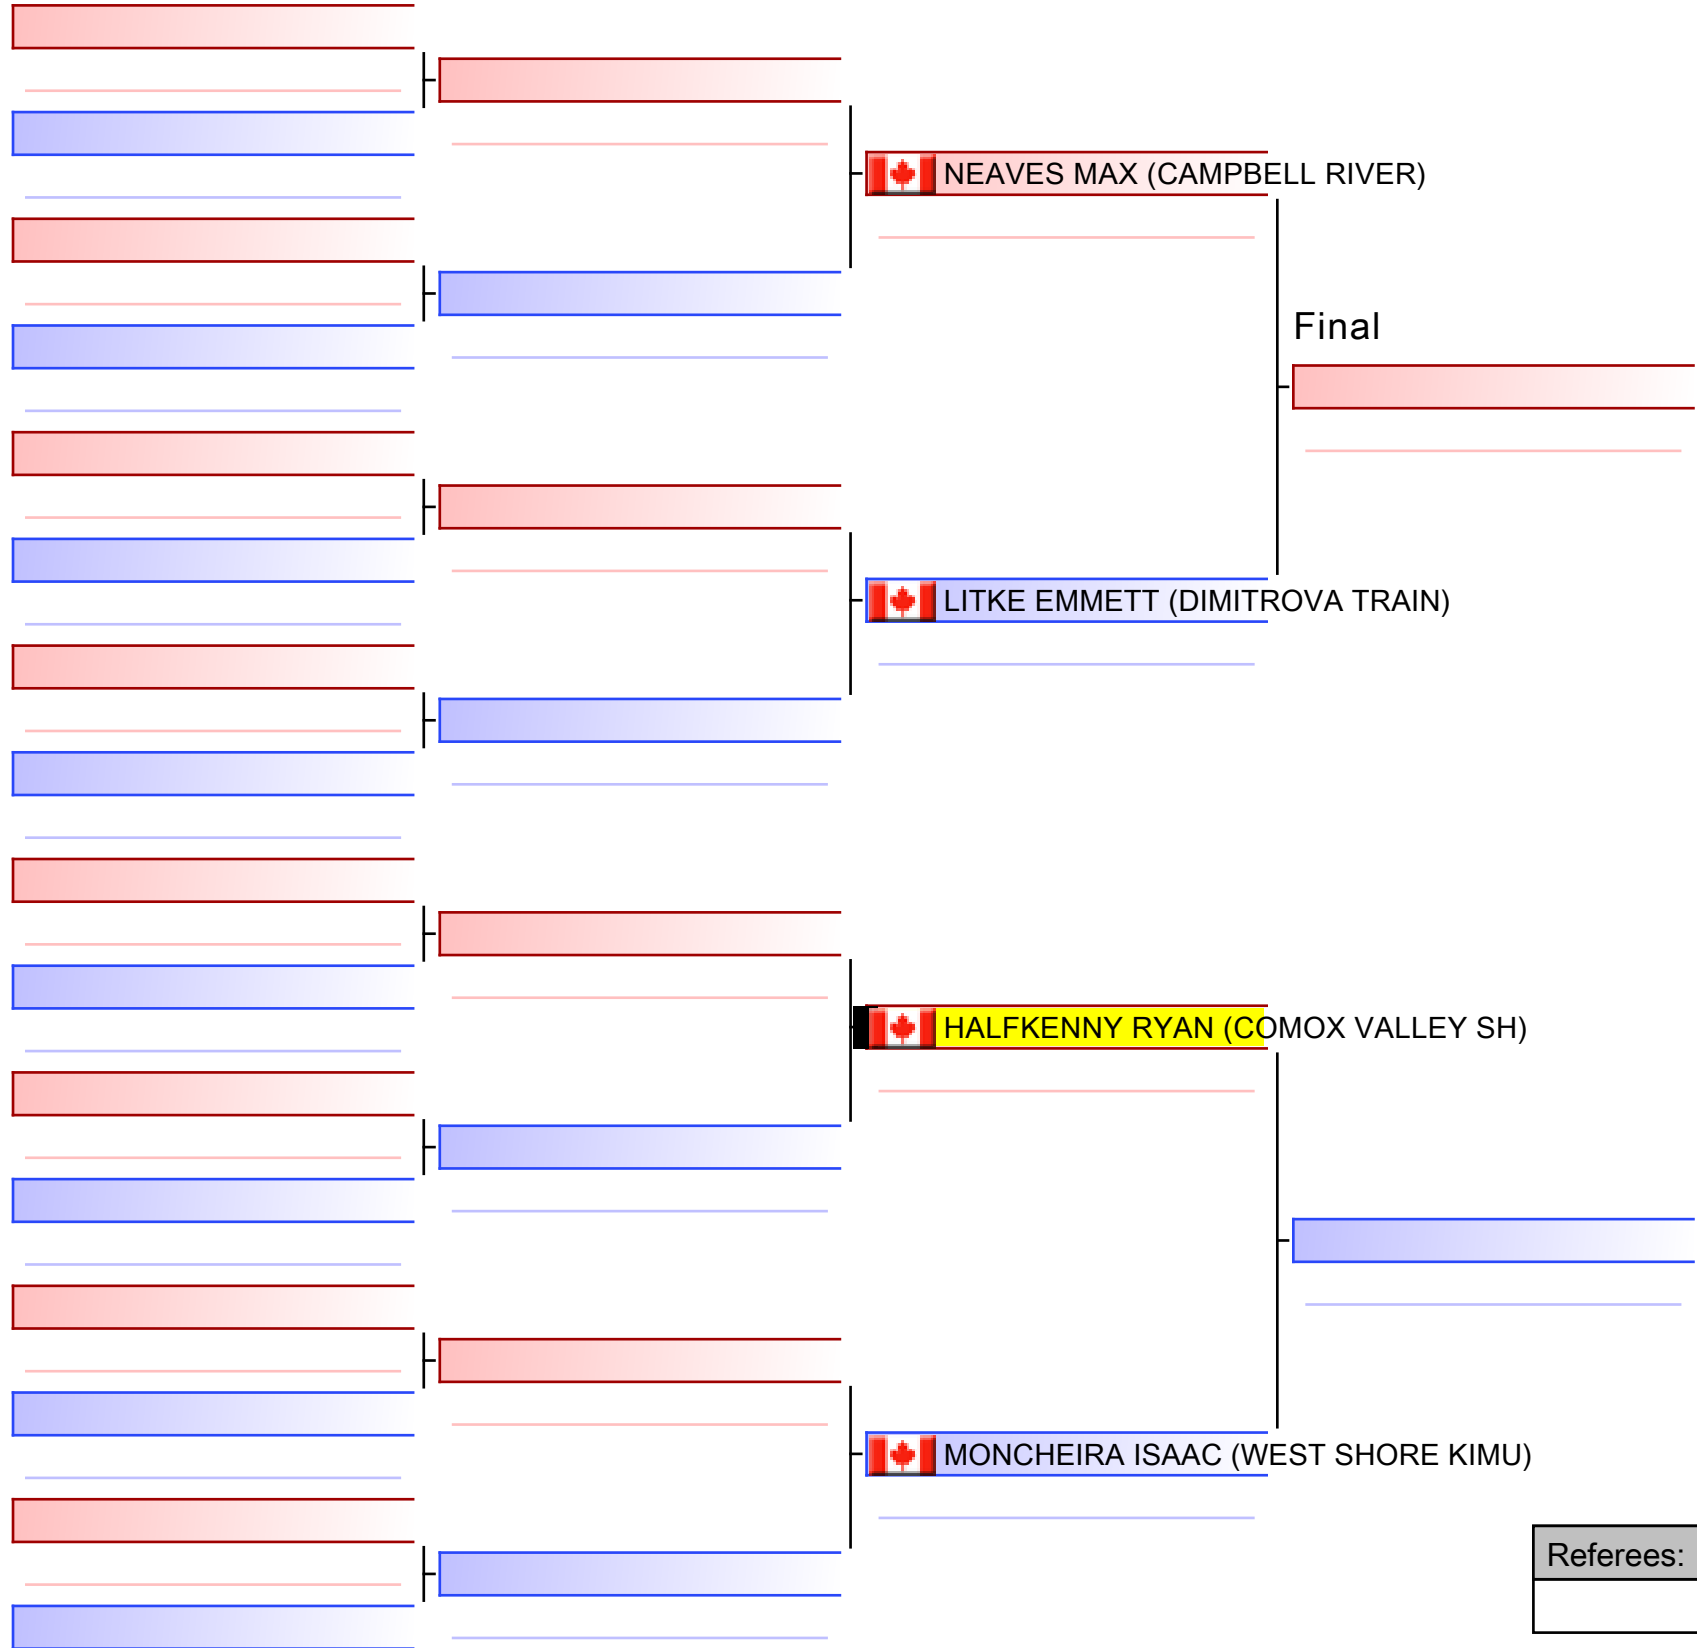 NEAVES MAX (CAMPBELL RIVER)
Final
LITKE EMMETT (DIMITROVA TRAIN)
HALFKENNY RYAN (COMOX VALLEY SH)
MONCHEIRA ISAAC (WEST SHORE KIMU)
Referees: